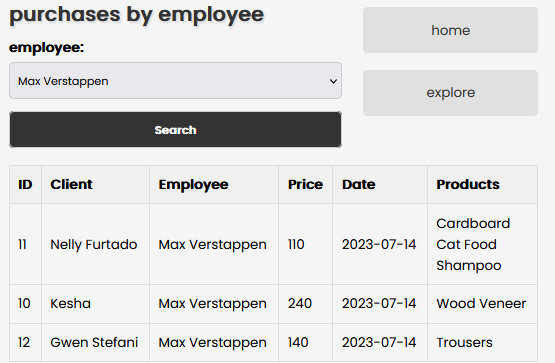 purchases by employee
home
employee:
Max Verstappen
explore
Search
ID Client Employee Price Date Products
11 Nelly Furtado Max Verstappen 110 2023-07-14 Cardboard
Cat Food
Shampoo
10 Kesha Max Verstappen 240 2023-07-14 Wood Veneer
12 Gwen Stefani Max Verstappen 140 2023-07-14 Trousers